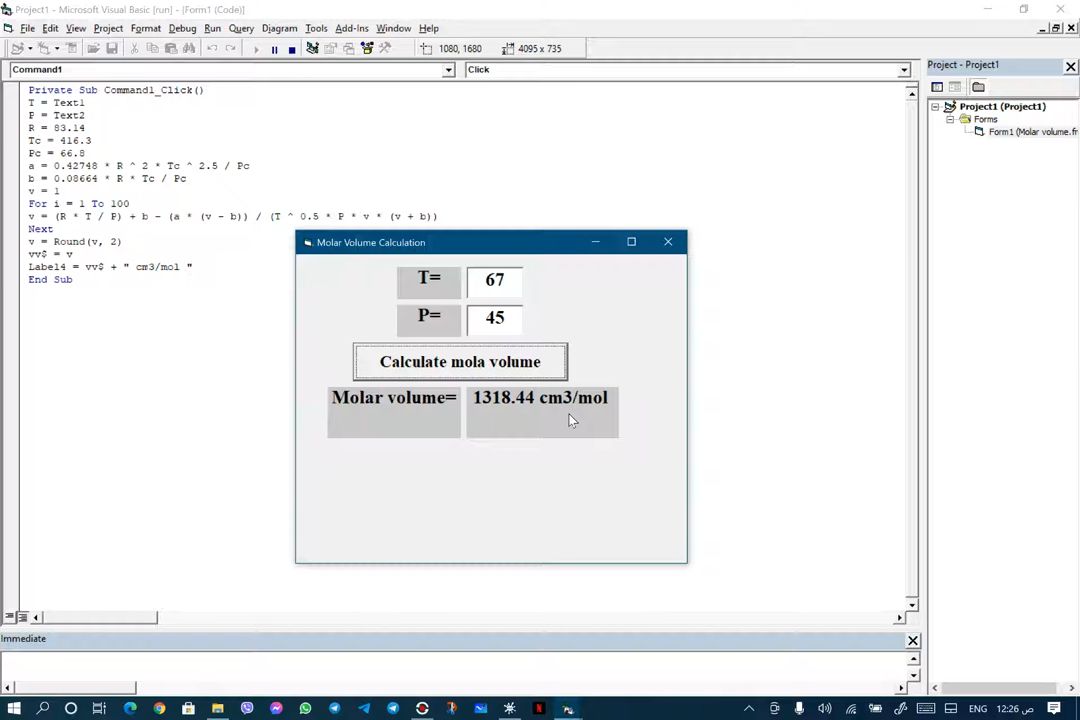 Project1 - Microsoft Visual Basic [run] - [Form1 (Code)]
File Edit View Project Format Debug Run Query Diagram Tools Add-Ins Window Help
1080, 1680 4095 x 735
Command1 Click
Project - Project1
Private Sub Command1_Click()
T = Text1
P = Text2
R = 83.14
Tc = 416.3
Pc = 66.8
a = 0.42748 * R ^ 2 * Tc ^ 2.5 / Pc
b = 0.08664 * R * Tc / Pc
v = 1
For i = 1 To 100
v = (R * T / P) + b - (a * (v - b)) / (T ^ 0.5 * P * v * (v + b))
Next
v = Round(v, 2)
vv$ = v
Label4 = vv$ + " cm3/mol "
End Sub
Project1 (Project1)
Forms
Form1 (Molar volume.fr
Molar Volume Calculation
T= 67
P= 45
Calculate mola volume
Molar volume= 1318.44 cm3/mol
Immediate
ENG 12:26 ص